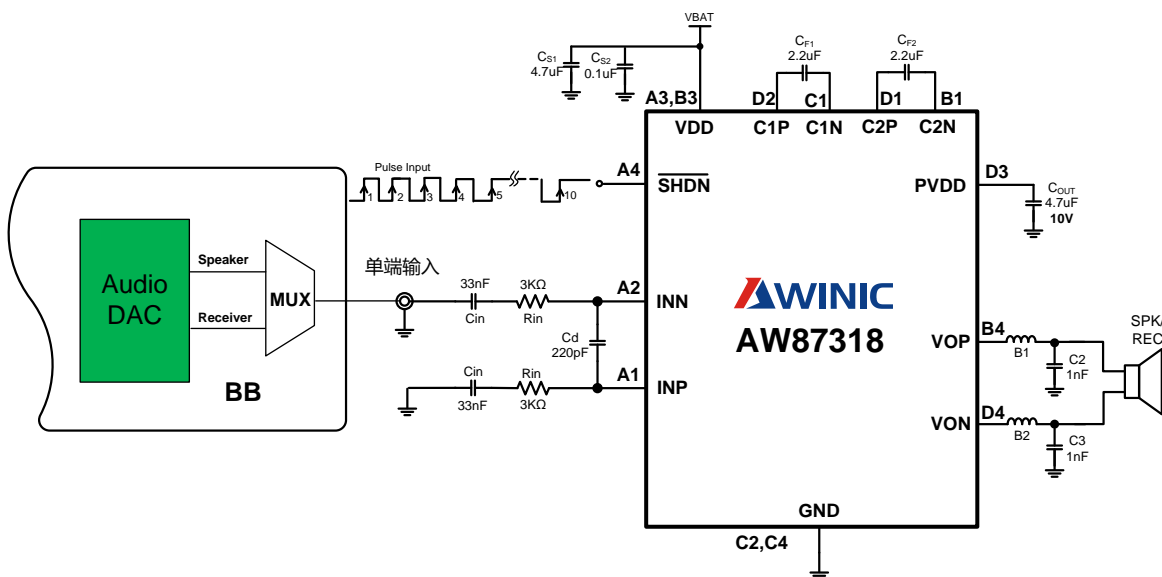 VBAT
CS1
4.7uF
CS2
0.1uF
CF1
2.2uF
CF2
2.2uF
A3,B3
D2
C1
D1
B1
VDD
C1P
C1N
C2P
C2N
Pulse Input
1 2 3 4 5 10
A4
SHDN
D3
PVDD
COUT
4.7uF
10V
Audio
DAC
Speaker
Receiver
MUX
BB
单端输入
33nF
Cin
3KΩ
Rin
A2
INN
Cd
220pF
Cin
33nF
Rin
3KΩ
A1
INP
AWINIC
AW87318
VOP
B4
B1
C2
1nF
SPK/
REC
VON
D4
B2
C3
1nF
GND
C2,C4